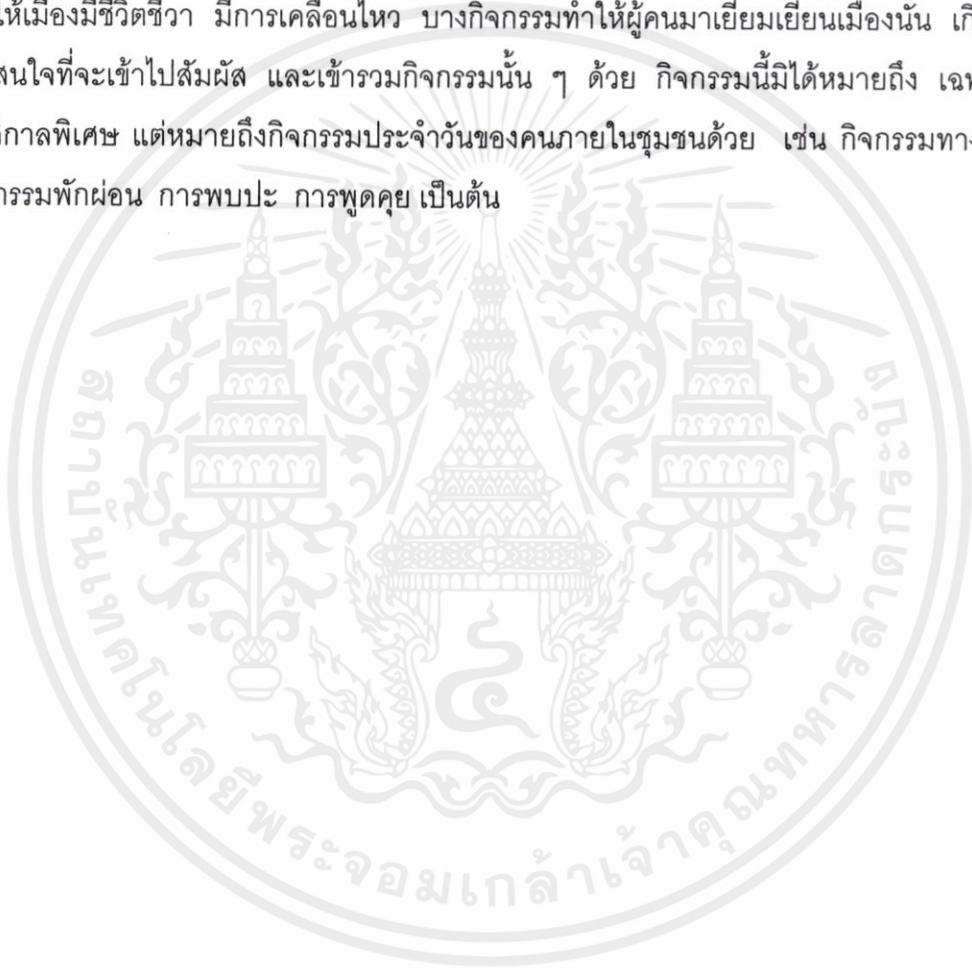 ให้เมืองมีชีวิตชีวา มีการเคลื่อนไหว บางกิจกรรมทำให้ผู้คนมาเยี่ยมเยียนเมืองนั้น
สนใจที่จะเข้าไปสัมผัส และเข้าร่วมกิจกรรมนั้น ๆ ด้วย กิจกรรมนี้มิได้หมายถึง
กาลพิเศษ แต่หมายถึงกิจกรรมประจำวันของคนภายในชุมชนด้วย เช่น กิจกรรมทาง
กรรมพักผ่อน การพบปะ การพูดคุย เป็นต้น
สถาบันเทคโนโลยีพระจอมเกล้าเจ้าคุณทหารลาดกระบัง